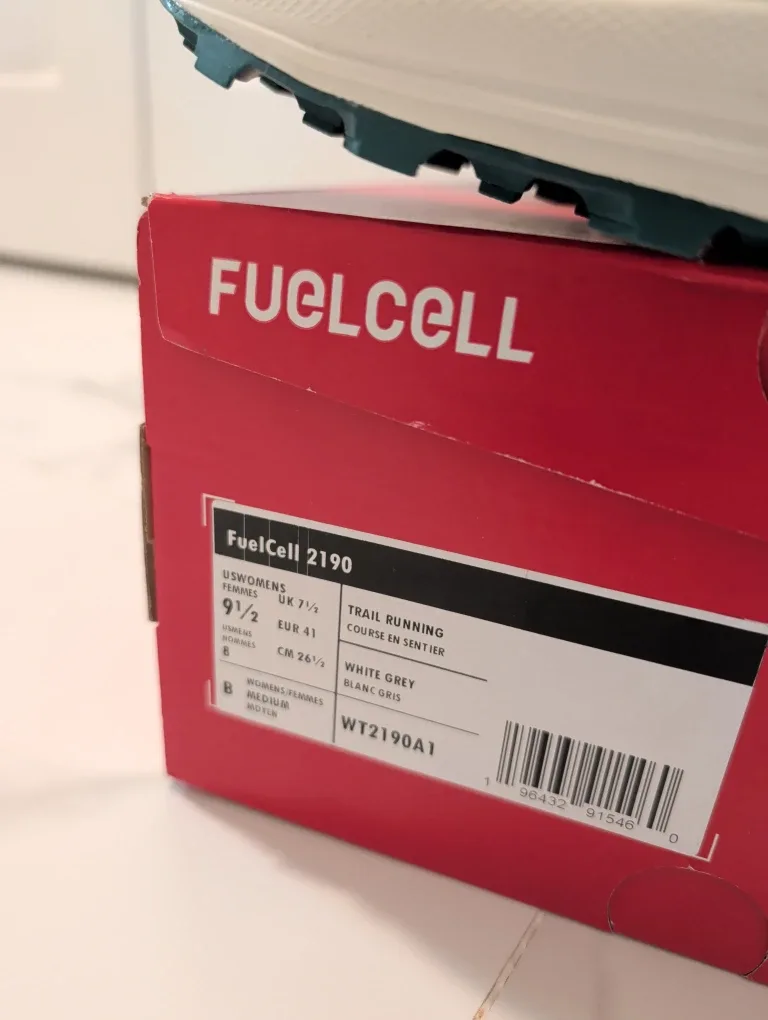 FUELCELL
FuelCell 2190
USWOMENS
FEMMES
9½
USMENS
HOMMES
8
UK 7½
EUR 41
CM 26½
B
WOMENS/FEMMES
MEDIUM
MOYEN
TRAIL RUNNING
COURSE EN SENTIER
WHITE GREY
BLANC GRIS
WT2190A1
1 96432 91546 0